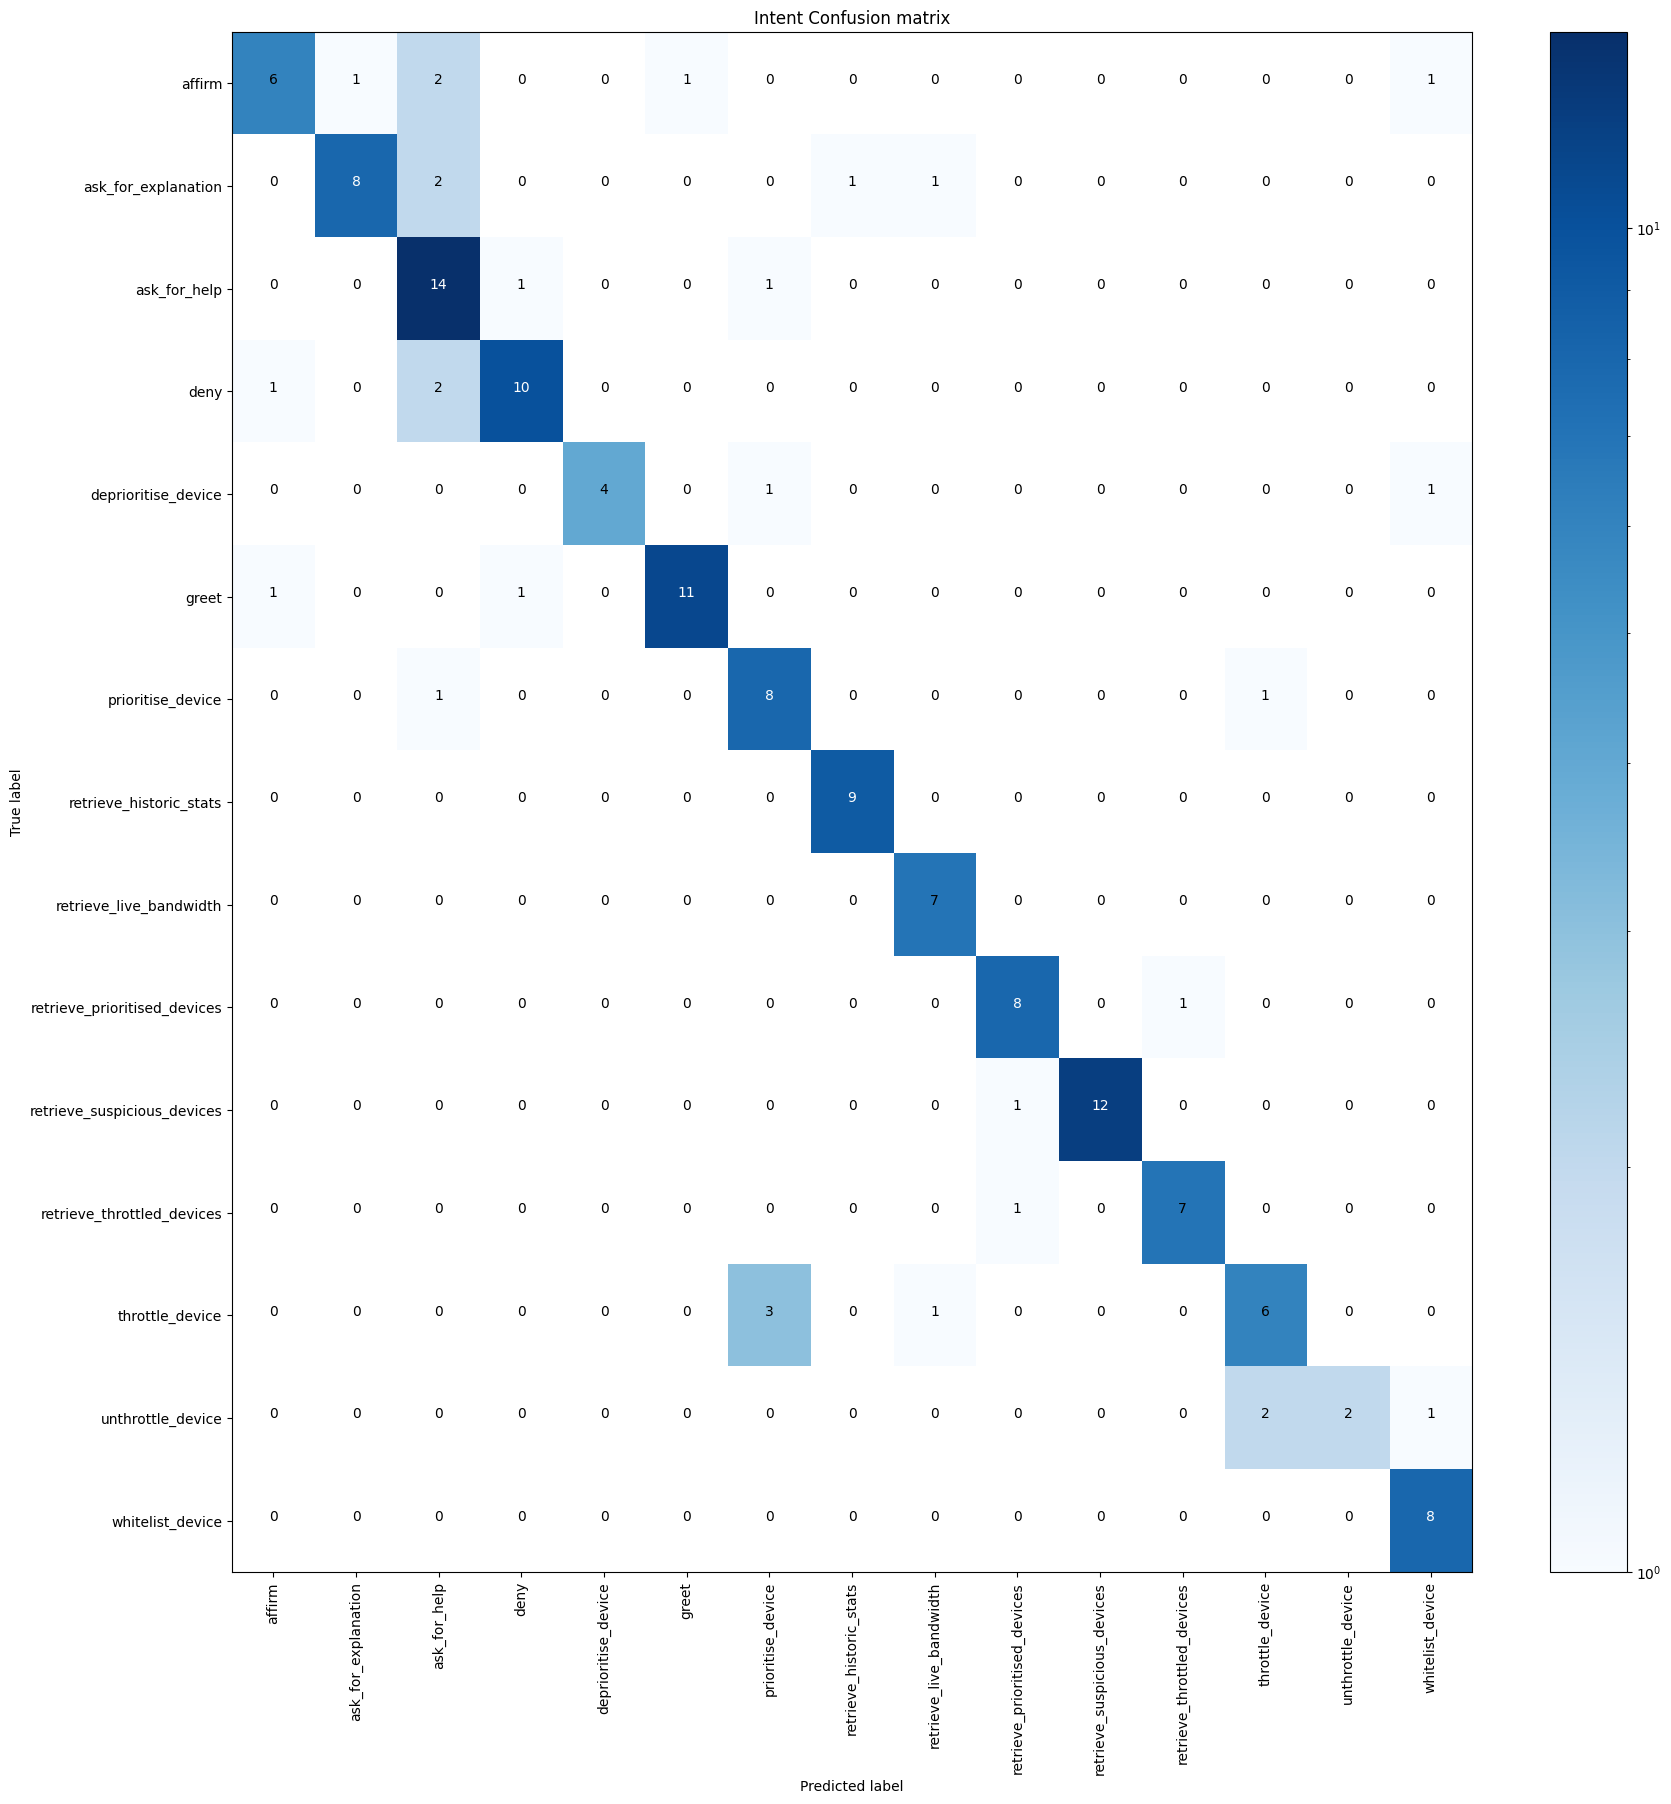 Intent Confusion matrix
affirm 6 1 2 0 0 1 0 0 0 0 0 0 0 0 1
ask_for_explanation 0 8 2 0 0 0 0 1 1 0 0 0 0 0 0
10¹
ask_for_help 0 0 14 1 0 0 1 0 0 0 0 0 0 0 0
deny 1 0 2 10 0 0 0 0 0 0 0 0 0 0 0
deprioritise_device 0 0 0 0 4 0 1 0 0 0 0 0 0 0 1
greet 1 0 0 1 0 11 0 0 0 0 0 0 0 0 0
prioritise_device 0 0 1 0 0 0 8 0 0 0 0 0 1 0 0
True label
retrieve_historic_stats 0 0 0 0 0 0 0 9 0 0 0 0 0 0 0
retrieve_live_bandwidth 0 0 0 0 0 0 0 0 7 0 0 0 0 0 0
retrieve_prioritised_devices 0 0 0 0 0 0 0 0 0 8 0 1 0 0 0
retrieve_suspicious_devices 0 0 0 0 0 0 0 0 0 1 12 0 0 0 0
retrieve_throttled_devices 0 0 0 0 0 0 0 0 0 1 0 7 0 0 0
throttle_device 0 0 0 0 0 0 3 0 1 0 0 0 6 0 0
unthrottle_device 0 0 0 0 0 0 0 0 0 0 0 0 2 2 1
whitelist_device 0 0 0 0 0 0 0 0 0 0 0 0 0 0 8
10⁰
affirm
ask_for_explanation
ask_for_help
deny
deprioritise_device
greet
prioritise_device
retrieve_historic_stats
retrieve_live_bandwidth
retrieve_prioritised_devices
retrieve_suspicious_devices
retrieve_throttled_devices
throttle_device
unthrottle_device
whitelist_device
Predicted label